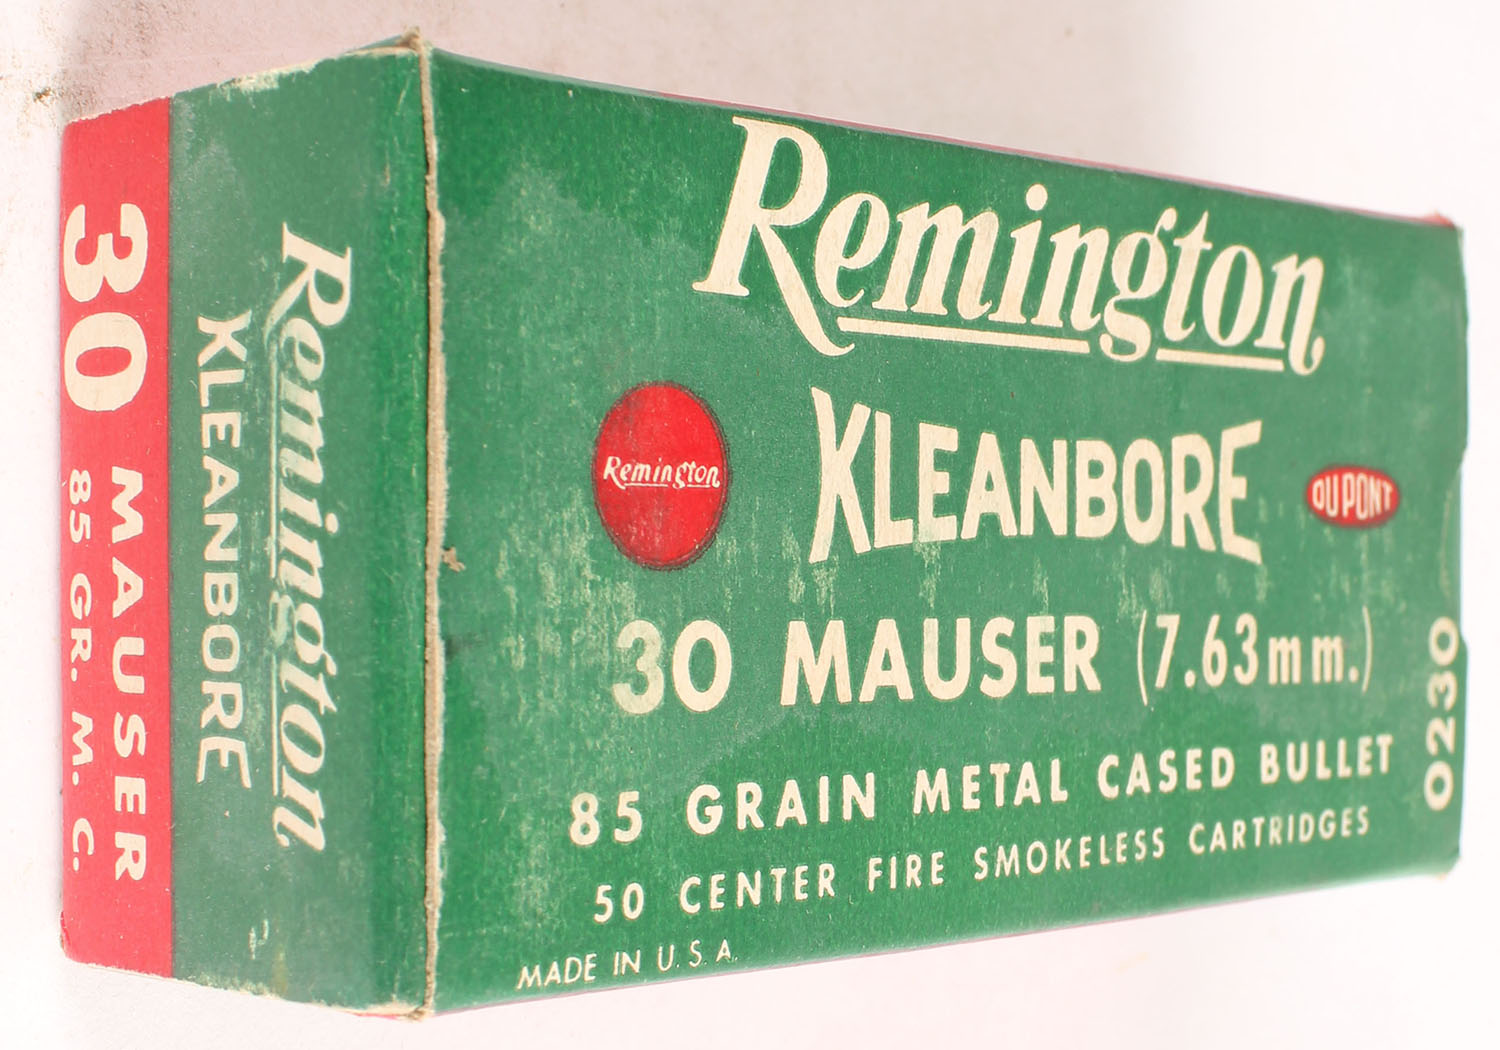 Remington
KLEANBORE
Remington
DU PONT
30 MAUSER (7.63mm.)
85 GRAIN METAL CASED BULLET
50 CENTER FIRE SMOKELESS CARTRIDGES
MADE IN U.S.A.
0230
Remington
KLEANBORE
30 MAUSER
85 GR. M. C.